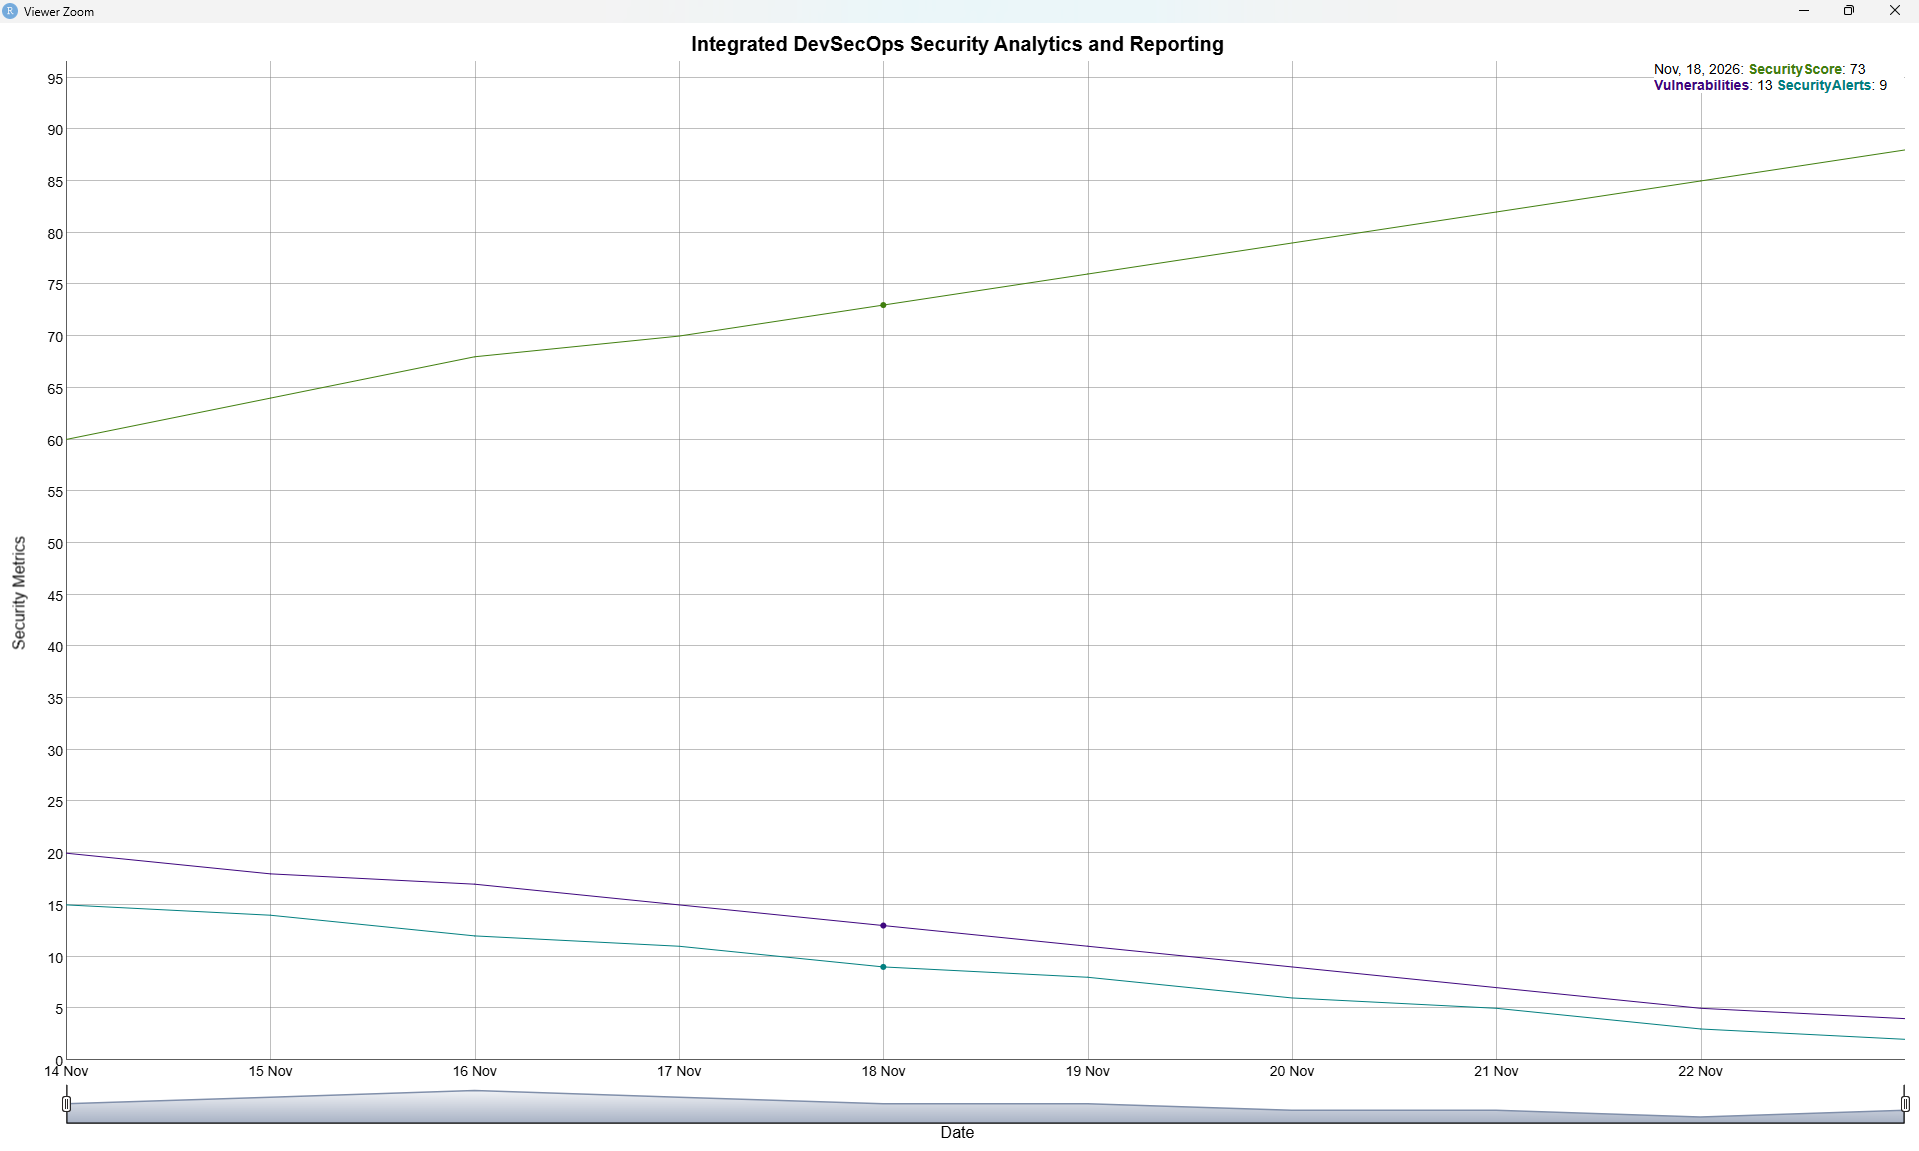 R Viewer Zoom
Integrated DevSecOps Security Analytics and Reporting
Nov, 18, 2026: SecurityScore: 73
Vulnerabilities: 13 SecurityAlerts: 9
95
90
85
80
75
70
65
60
55
50
45
40
35
30
25
20
15
10
5
0
Security Metrics
14 Nov 15 Nov 16 Nov 17 Nov 18 Nov 19 Nov 20 Nov 21 Nov 22 Nov
Date